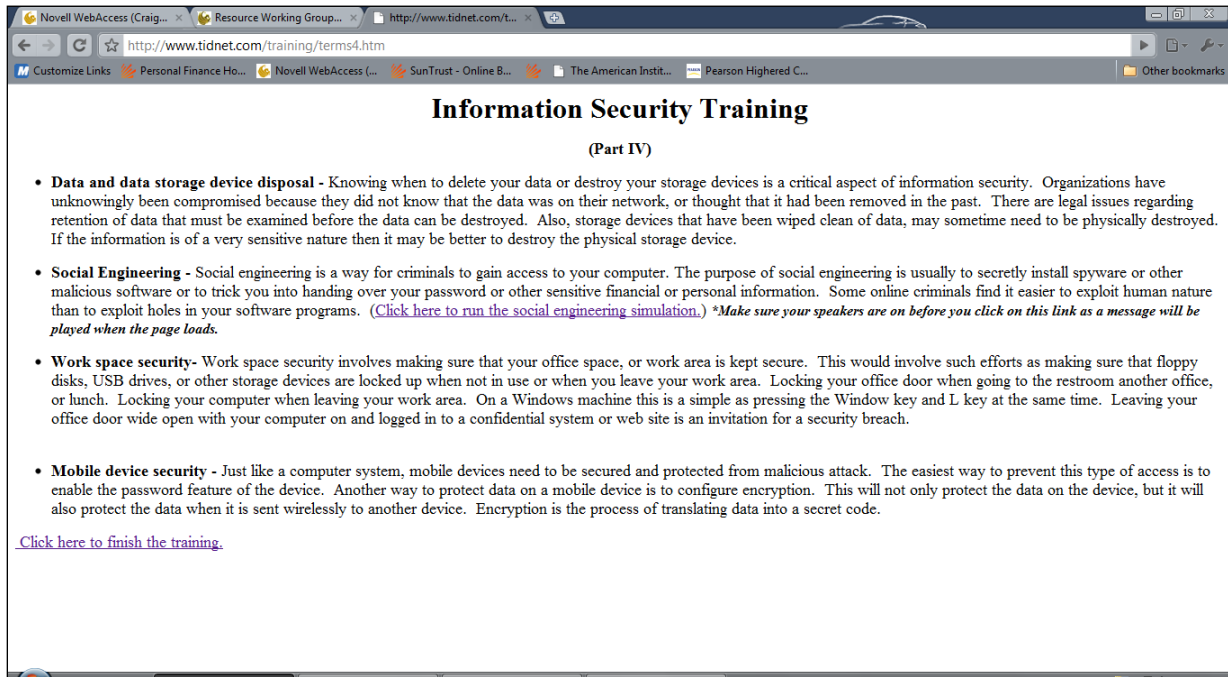 Novell WebAccess (Craig...
Resource Working Group...
http://www.tidnet.com/t...
http://www.tidnet.com/training/terms4.htm
Customize Links
Personal Finance Ho...
Novell WebAccess (...
SunTrust - Online B...
The American Instit...
Pearson Highered C...
Other bookmarks
Information Security Training
(Part IV)
• Data and data storage device disposal - Knowing when to delete your data or destroy your storage devices is a critical aspect of information security. Organizations have
unknowingly been compromised because they did not know that the data was on their network, or thought that it had been removed in the past. There are legal issues regarding
retention of data that must be examined before the data can be destroyed. Also, storage devices that have been wiped clean of data, may sometime need to be physically destroyed.
If the information is of a very sensitive nature then it may be better to destroy the physical storage device.
• Social Engineering - Social engineering is a way for criminals to gain access to your computer. The purpose of social engineering is usually to secretly install spyware or other
malicious software or to trick you into handing over your password or other sensitive financial or personal information. Some online criminals find it easier to exploit human nature
than to exploit holes in your software programs. (Click here to run the social engineering simulation.) *Make sure your speakers are on before you click on this link as a message will be
played when the page loads.
• Work space security- Work space security involves making sure that your office space, or work area is kept secure. This would involve such efforts as making sure that floppy
disks, USB drives, or other storage devices are locked up when not in use or when you leave your work area. Locking your office door when going to the restroom another office,
or lunch. Locking your computer when leaving your work area. On a Windows machine this is a simple as pressing the Window key and L key at the same time. Leaving your
office door wide open with your computer on and logged in to a confidential system or web site is an invitation for a security breach.
• Mobile device security - Just like a computer system, mobile devices need to be secured and protected from malicious attack. The easiest way to prevent this type of access is to
enable the password feature of the device. Another way to protect data on a mobile device is to configure encryption. This will not only protect the data on the device, but it will
also protect the data when it is sent wirelessly to another device. Encryption is the process of translating data into a secret code.
Click here to finish the training.